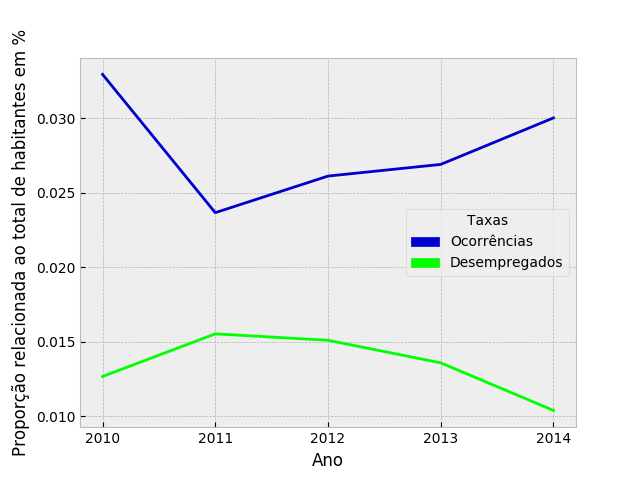 Proporção relacionada ao total de habitantes em %
0.030
0.025
0.020
0.015
0.010
Taxas
Ocorrências
Desempregados
2010 2011 2012 2013 2014
Ano